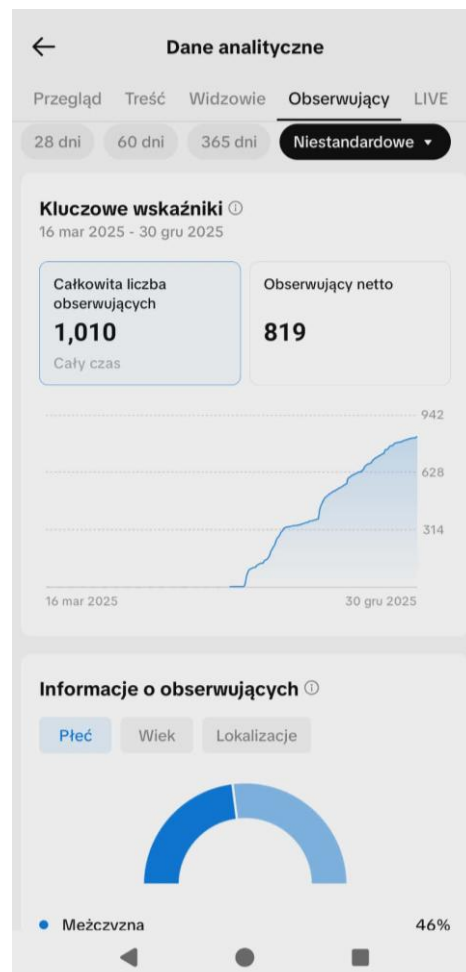 Dane analityczne
Przegląd Treść Widzowie Obserwujący LIVE
28 dni 60 dni 365 dni Niestandardowe
Kluczowe wskaźniki
16 mar 2025 - 30 gru 2025
Całkowita liczba
obserwujących
1,010
Cały czas
Obserwujący netto
819
942
628
314
16 mar 2025 30 gru 2025
Informacje o obserwujących
Płeć Wiek Lokalizacje
Mężczyzna 46%